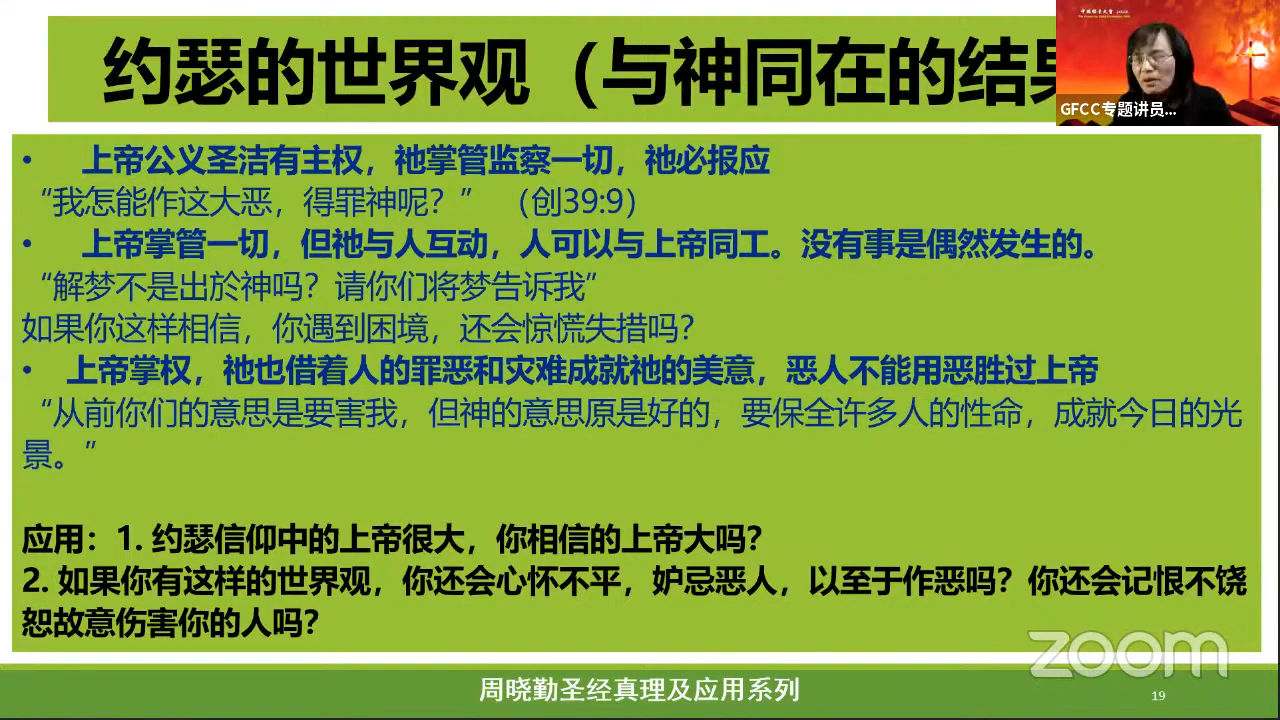 约瑟的世界观（与神同在的结果
GFCC专题讲员...
• 上帝公义圣洁有主权，祂掌管监察一切，祂必报应
“我怎能作这大恶，得罪神呢？”（创39:9）
• 上帝掌管一切，但祂与人互动，人可以与上帝同工。没有事是偶然发生的。
“解梦不是出於神吗？请你们将梦告诉我”
如果你这样相信，你遇到困境，还会惊慌失措吗？
• 上帝掌权，祂也借着人的罪恶和灾难成就祂的美意，恶人不能用恶胜过上帝
“从前你们的意思是要害我，但神的意思原是好的，要保全许多人的性命，成就今日的光
景。”
应用：1. 约瑟信仰中的上帝很大，你相信的上帝大吗？
2. 如果你有这样的世界观，你还会心怀不平，妒忌恶人，以至于作恶吗？你还会记恨不饶
恕故意伤害你的人吗？
zoom
周晓勤圣经真理及应用系列
19